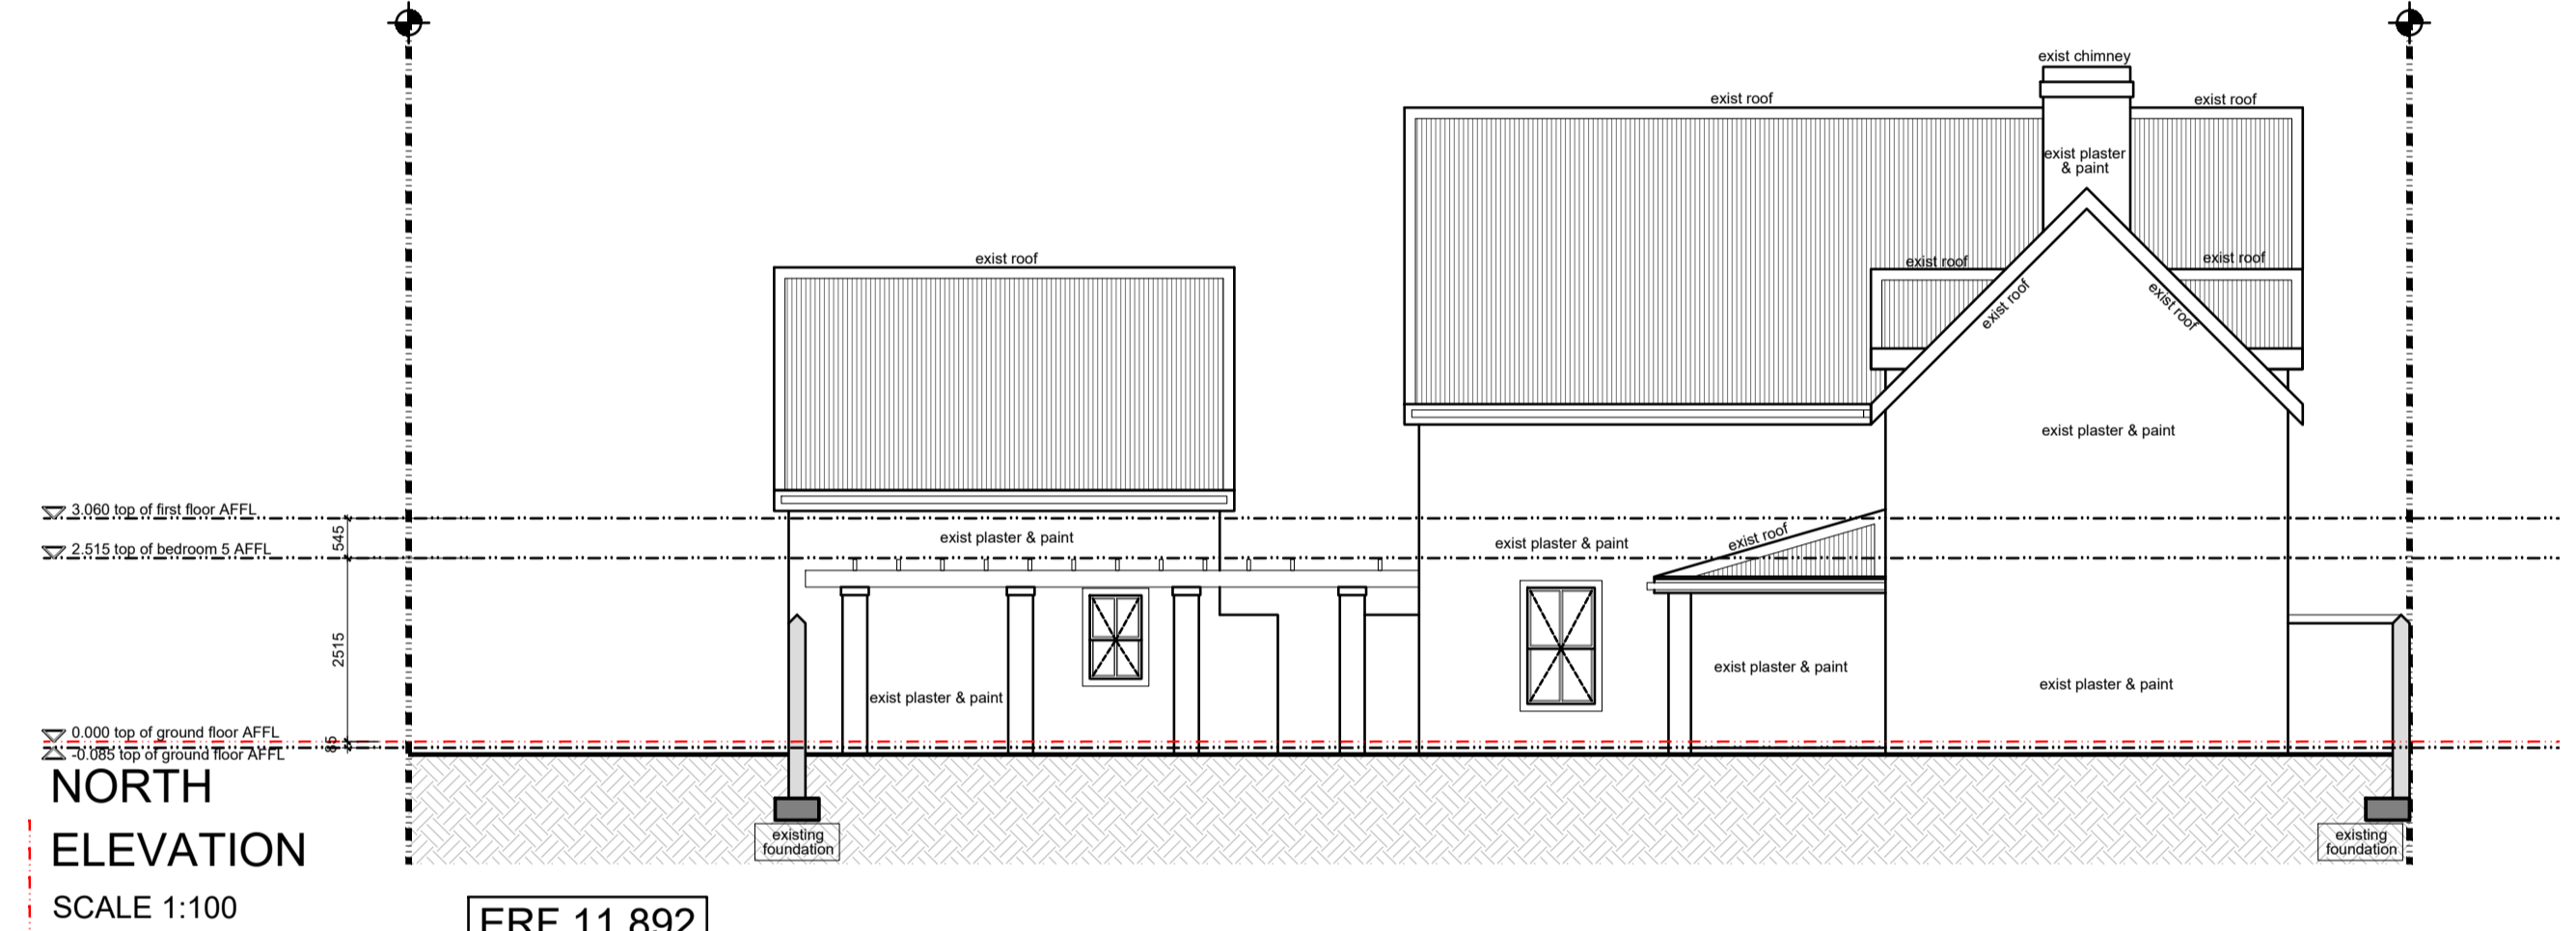 exist chimney
exist roof
exist roof
exist plaster
& paint
exist roof
exist roof
exist roof
exist roof
exist roof
exist plaster & paint
3.060 top of first floor AFFL
545
exist plaster & paint
exist roof
exist plaster & paint
2.515 top of bedroom 5 AFFL
2515
exist plaster & paint
exist plaster & paint
exist plaster & paint
0.000 top of ground floor AFFL
85
-0.085 top of ground floor AFFL
NORTH
ELEVATION
SCALE 1:100
existing
foundation
existing
foundation
ERF 11 892